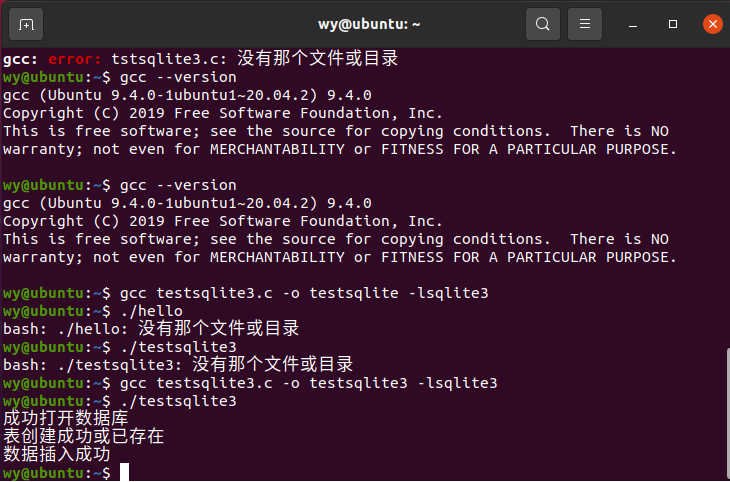 wy@ubuntu: ~
gcc: error: tstsqlite3.c: 没有那个文件或目录
wy@ubuntu:~$ gcc --version
gcc (Ubuntu 9.4.0-1ubuntu1~20.04.2) 9.4.0
Copyright (C) 2019 Free Software Foundation, Inc.
This is free software; see the source for copying conditions.  There is NO
warranty; not even for MERCHANTABILITY or FITNESS FOR A PARTICULAR PURPOSE.
wy@ubuntu:~$ gcc --version
gcc (Ubuntu 9.4.0-1ubuntu1~20.04.2) 9.4.0
Copyright (C) 2019 Free Software Foundation, Inc.
This is free software; see the source for copying conditions.  There is NO
warranty; not even for MERCHANTABILITY or FITNESS FOR A PARTICULAR PURPOSE.
wy@ubuntu:~$ gcc testsqlite3.c -o testsqlite -lsqlite3
wy@ubuntu:~$ ./hello
bash: ./hello: 没有那个文件或目录
wy@ubuntu:~$ ./testsqlite3
bash: ./testsqlite3: 没有那个文件或目录
wy@ubuntu:~$ gcc testsqlite3.c -o testsqlite3 -lsqlite3
wy@ubuntu:~$ ./testsqlite3
成功打开数据库
表创建成功或已存在
数据插入成功
wy@ubuntu:~$